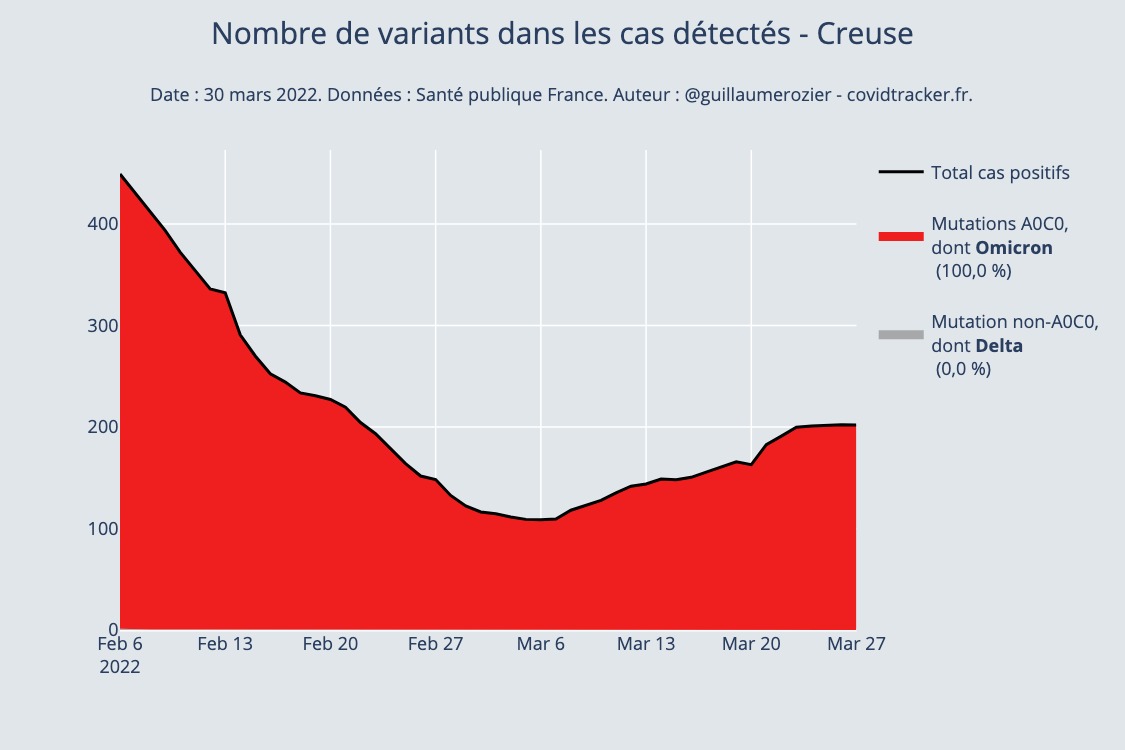 Nombre de variants dans les cas détectés - Creuse
Date : 30 mars 2022. Données : Santé publique France. Auteur : @guillaumerozier - covidtracker.fr.
Total cas positifs
Mutations A0C0,
dont Omicron
(100,0 %)
Mutation non-A0C0,
dont Delta
(0,0 %)
400
300
200
100
0
Feb 6
2022
Feb 13
Feb 20
Feb 27
Mar 6
Mar 13
Mar 20
Mar 27